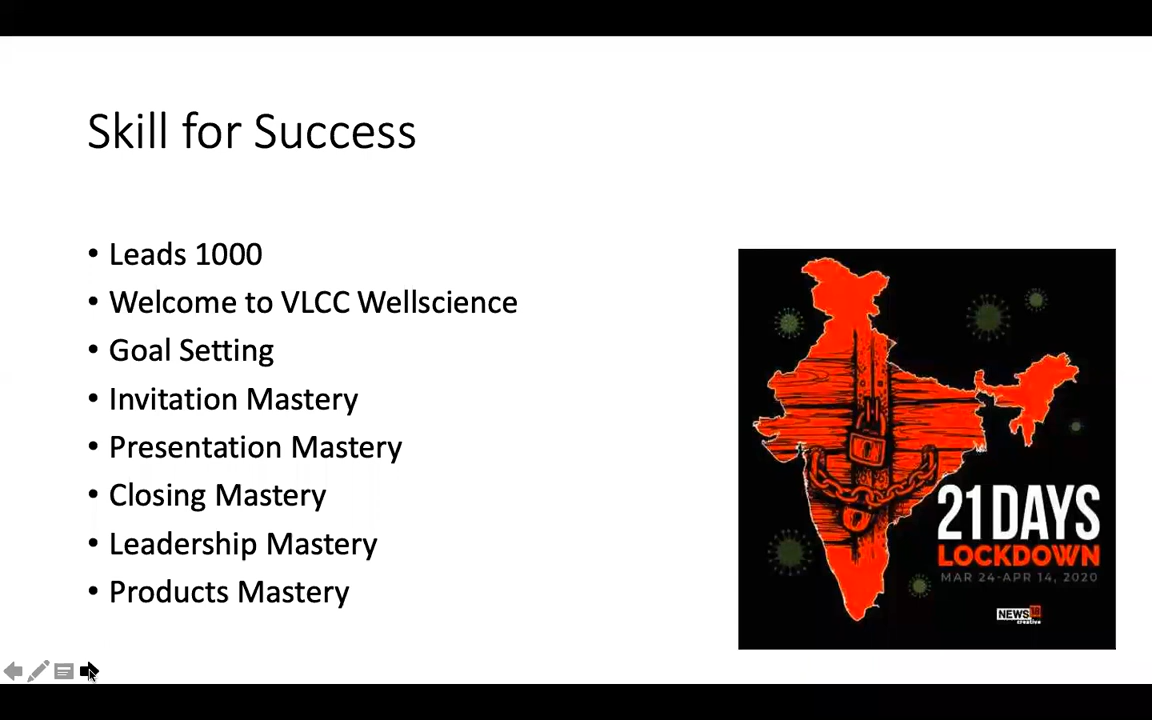 Skill for Success
• Leads 1000
• Welcome to VLCC Wellscience
• Goal Setting
• Invitation Mastery
• Presentation Mastery
• Closing Mastery
• Leadership Mastery
• Products Mastery
21 DAYS
LOCKDOWN
MAR 24-APR 14, 2020
NEWS18
creative